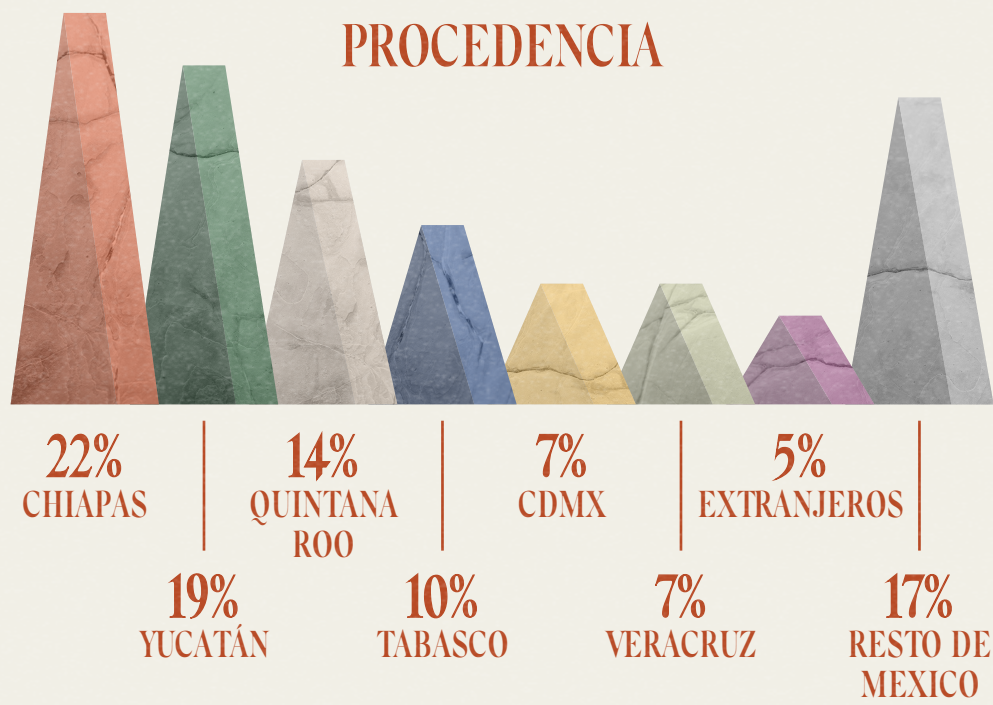 PROCEDENCIA
22%
CHIAPAS
19%
YUCATÁN
14%
QUINTANA
ROO
10%
TABASCO
7%
CDMX
7%
VERACRUZ
5%
EXTRANJEROS
17%
RESTO DE
MEXICO